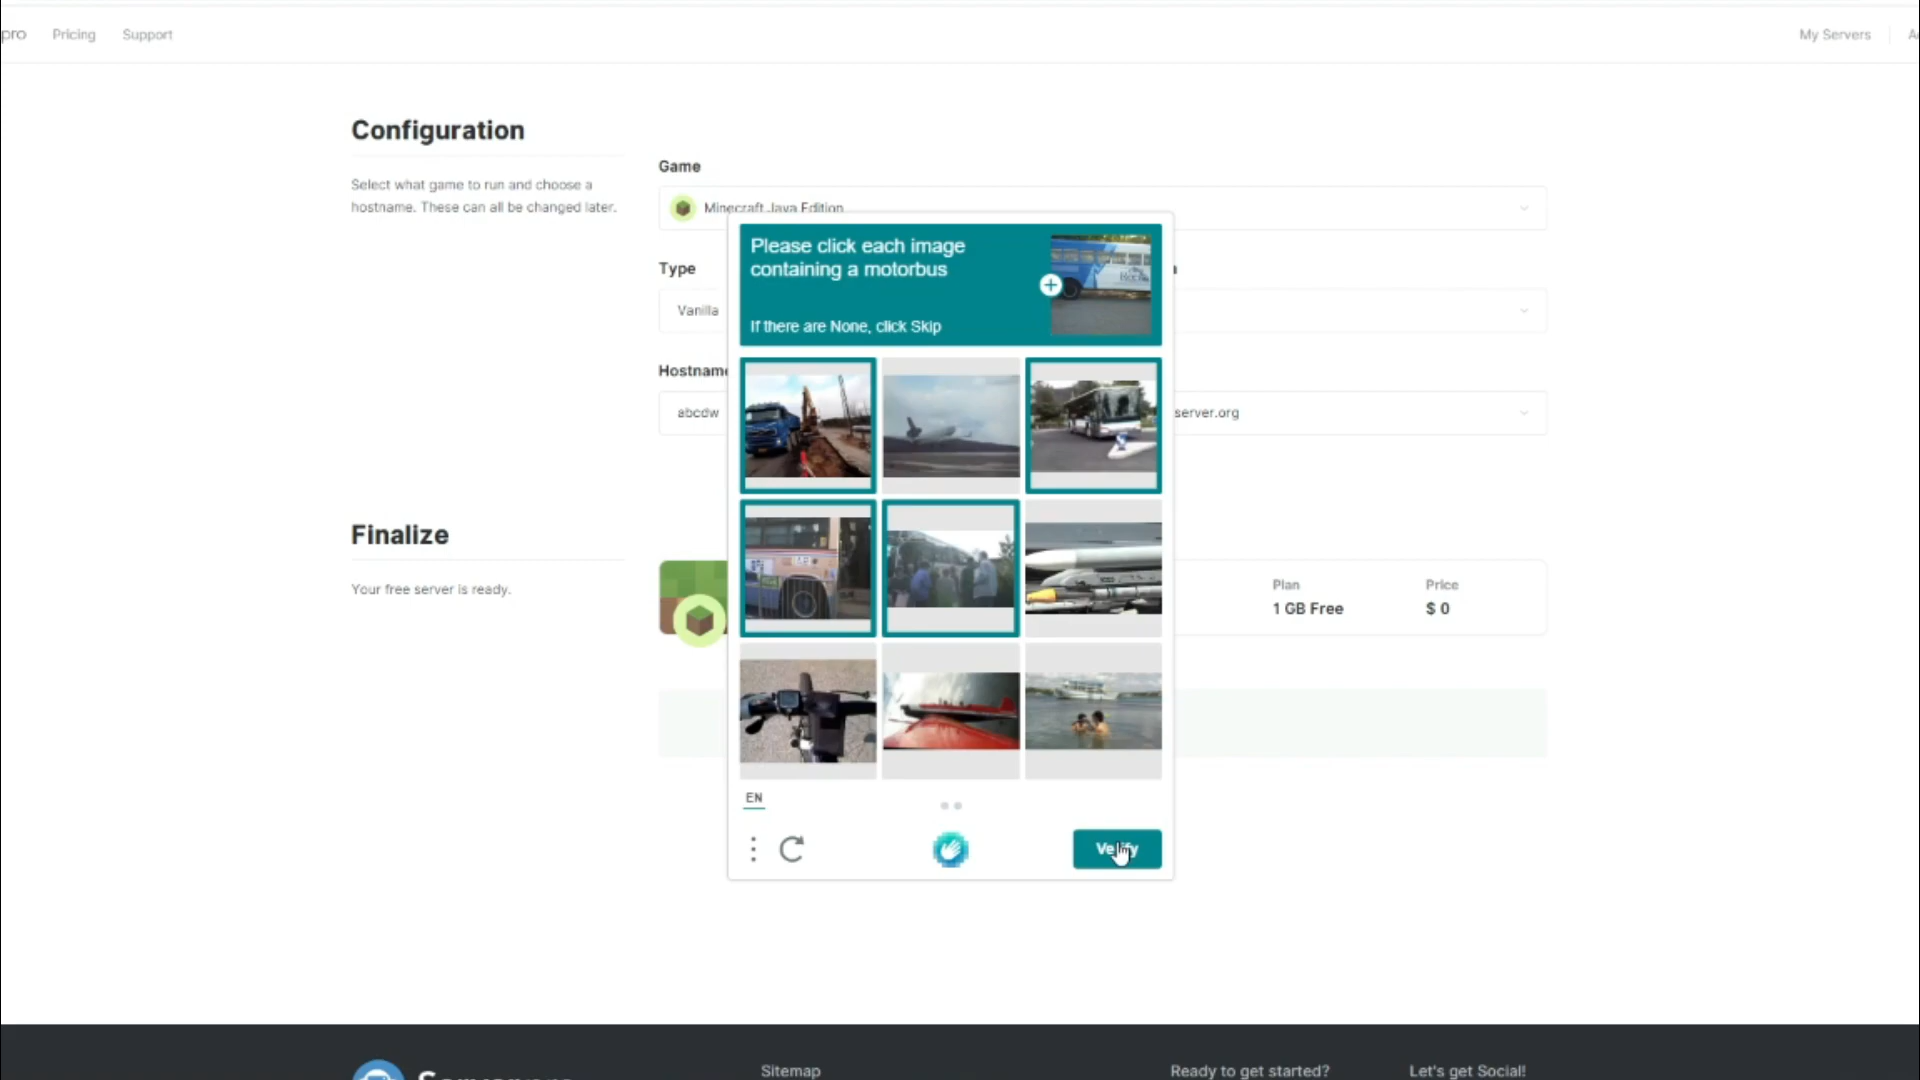 pro Pricing Support My Servers
Configuration
Select what game to run and choose a
hostname. These can all be changed later.
Game
Minecraft Java Edition
Please click each image
containing a motorbus
If there are None, click Skip
Type
Vanilla
Hostname
abcdw
server.org
Finalize
Your free server is ready.
Plan
1 GB Free
Price
$ 0
EN
Verify
Sitemap
Ready to get started?
Let's get Social!